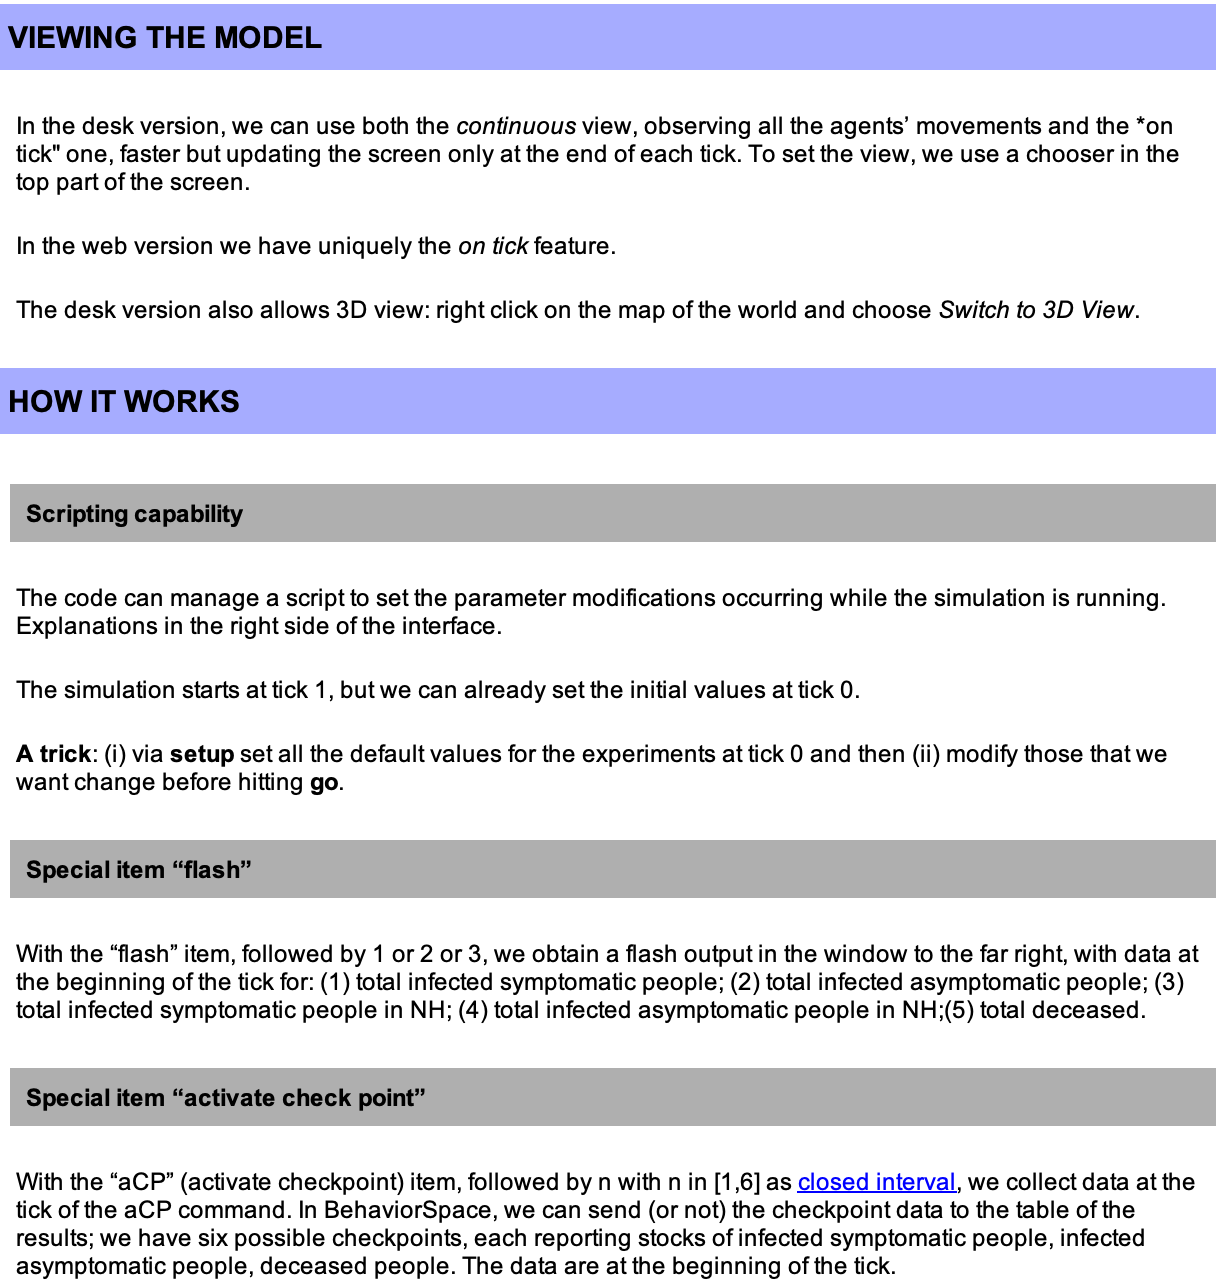 VIEWING THE MODEL
In the desk version, we can use both the continuous view, observing all the agents’ movements and the *on
tick" one, faster but updating the screen only at the end of each tick. To set the view, we use a chooser in the
top part of the screen.
In the web version we have uniquely the on tick feature.
The desk version also allows 3D view: right click on the map of the world and choose Switch to 3D View.
HOW IT WORKS
Scripting capability
The code can manage a script to set the parameter modifications occurring while the simulation is running.
Explanations in the right side of the interface.
The simulation starts at tick 1, but we can already set the initial values at tick 0.
A trick: (i) via setup set all the default values for the experiments at tick 0 and then (ii) modify those that we
want change before hitting go.
Special item “flash”
With the “flash” item, followed by 1 or 2 or 3, we obtain a flash output in the window to the far right, with data at
the beginning of the tick for: (1) total infected symptomatic people; (2) total infected asymptomatic people; (3)
total infected symptomatic people in NH; (4) total infected asymptomatic people in NH;(5) total deceased.
Special item “activate check point”
With the “aCP” (activate checkpoint) item, followed by n with n in [1,6] as closed interval, we collect data at the
tick of the aCP command. In BehaviorSpace, we can send (or not) the checkpoint data to the table of the
results; we have six possible checkpoints, each reporting stocks of infected symptomatic people, infected
asymptomatic people, deceased people. The data are at the beginning of the tick.